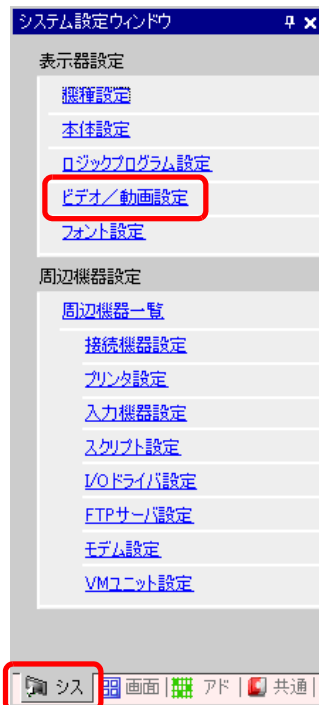 システム設定ウィンドウ
表示器設定
機種設定
本体設定
ロジックプログラム設定
ビデオ／動画設定
フォント設定
周辺機器設定
周辺機器一覧
接続機器設定
プリンタ設定
入力機器設定
スクリプト設定
I/Oドライバ設定
FTPサーバ設定
モデム設定
VMユニット設定
シス 画面 アド 共通